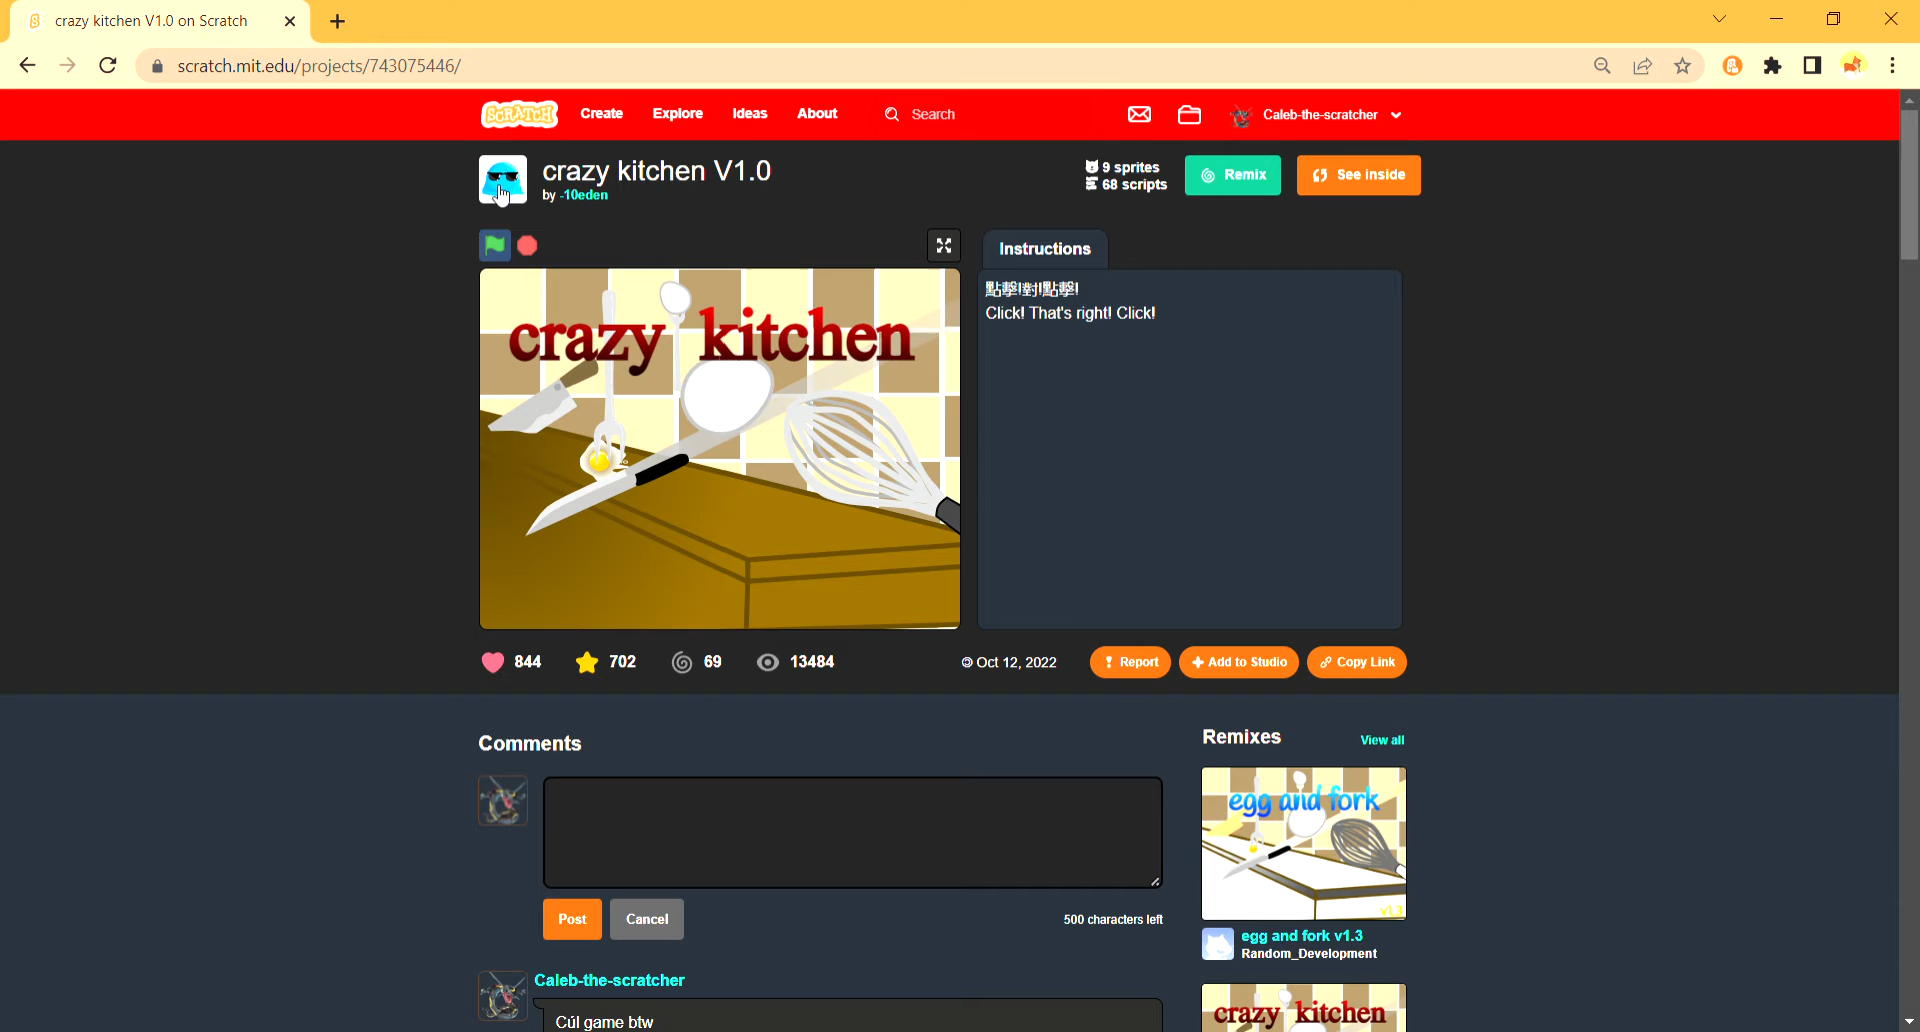 crazy kitchen V1.0 on Scratch
scratch.mit.edu/projects/743075446/
SCRATCH Create Explore Ideas About Search Caleb-the-scratcher
crazy kitchen V1.0
by -10eden
9 sprites
68 scripts
Remix
See inside
Instructions
點擊!對!點擊!
Click! That's right! Click!
crazy kitchen
844 702 69 13484
© Oct 12, 2022
Report
Add to Studio
Copy Link
Comments
Post
Cancel
500 characters left
Caleb-the-scratcher
Cúl game btw
Remixes
View all
egg and fork
v1.3
egg and fork v1.3
Random_Development
crazy kitchen